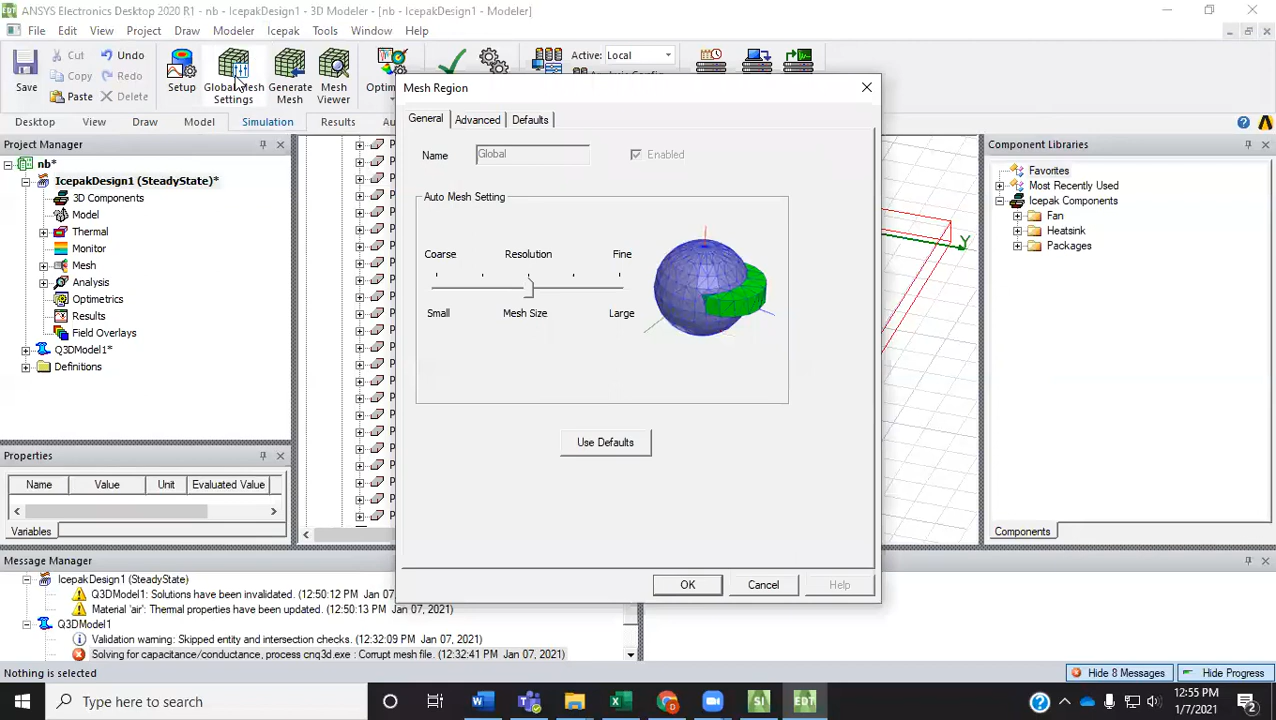 ANSYS Electronics Desktop 2020 R1 - nb - IcepakDesign1 - 3D Modeler - [nb - IcepakDesign1 - Modeler]
File Edit View Project Draw Modeler Icepak Tools Window Help
Save Cut Copy Paste Undo Redo Delete Setup Global Mesh Settings Generate Mesh Mesh Viewer Active: Local
Desktop View Draw Model Simulation Results
Project Manager
nb*
IcepakDesign1 (SteadyState)*
3D Components
Model
Thermal
Monitor
Mesh
Analysis
Optimetrics
Results
Field Overlays
Q3DModel1*
Definitions
Properties
Name Value Unit Evaluated Value
Variables
Mesh Region
General Advanced Defaults
Name Global Enabled
Auto Mesh Setting
Coarse Resolution Fine
Small Mesh Size Large
Use Defaults
OK Cancel Help
Y
Component Libraries
Favorites
Most Recently Used
Icepak Components
Fan
Heatsink
Packages
Components
Message Manager
IcepakDesign1 (SteadyState)
Q3DModel1: Solutions have been invalidated. (12:50:12 PM Jan 07, 2021)
Material 'air': Thermal properties have been updated. (12:50:13 PM Jan 07, 2021)
Q3DModel1
Validation warning: Skipped entity and intersection checks. (12:32:09 PM Jan 07, 2021)
Solving for capacitance/conductance, process cnq3d.exe : Corrupt mesh file. (12:32:41 PM Jan 07, 2021)
Nothing is selected
Hide 8 Messages Hide Progress
Type here to search
SI EDT
12:55 PM
1/7/2021
2